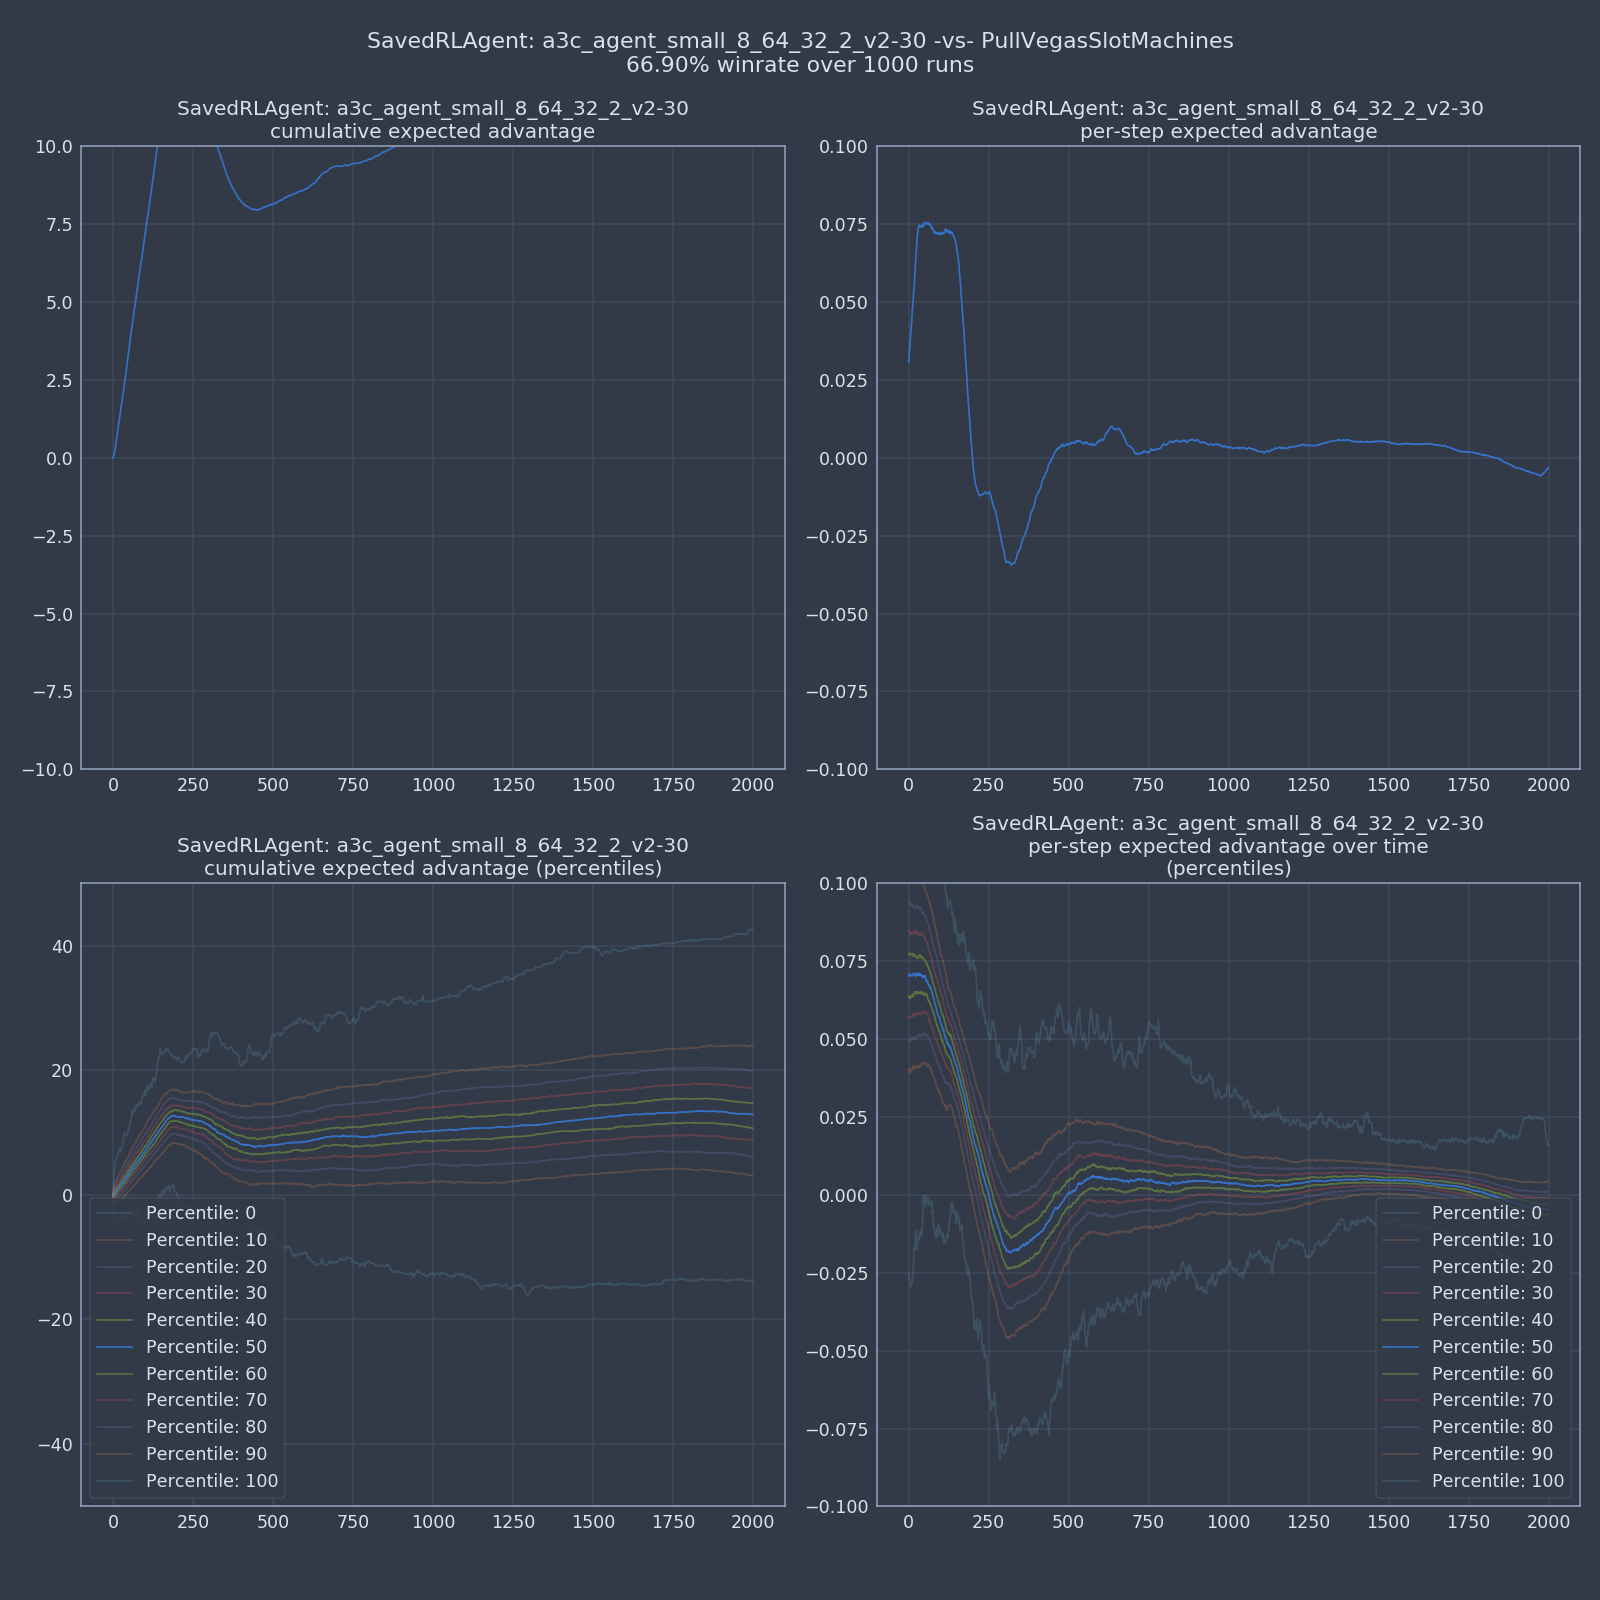 SavedRLAgent: a3c_agent_small_8_64_32_2_v2-30 -vs- PullVegasSlotMachines
66.90% winrate over 1000 runs
SavedRLAgent: a3c_agent_small_8_64_32_2_v2-30
cumulative expected advantage
10.0
7.5
5.0
2.5
0.0
−2.5
−5.0
−7.5
−10.0
0 250 500 750 1000 1250 1500 1750 2000
SavedRLAgent: a3c_agent_small_8_64_32_2_v2-30
per-step expected advantage
0.100
0.075
0.050
0.025
0.000
−0.025
−0.050
−0.075
−0.100
0 250 500 750 1000 1250 1500 1750 2000
SavedRLAgent: a3c_agent_small_8_64_32_2_v2-30
cumulative expected advantage (percentiles)
40
20
0
−20
−40
Percentile: 0
Percentile: 10
Percentile: 20
Percentile: 30
Percentile: 40
Percentile: 50
Percentile: 60
Percentile: 70
Percentile: 80
Percentile: 90
Percentile: 100
0 250 500 750 1000 1250 1500 1750 2000
SavedRLAgent: a3c_agent_small_8_64_32_2_v2-30
per-step expected advantage over time
(percentiles)
0.100
0.075
0.050
0.025
0.000
−0.025
−0.050
−0.075
−0.100
Percentile: 0
Percentile: 10
Percentile: 20
Percentile: 30
Percentile: 40
Percentile: 50
Percentile: 60
Percentile: 70
Percentile: 80
Percentile: 90
Percentile: 100
0 250 500 750 1000 1250 1500 1750 2000